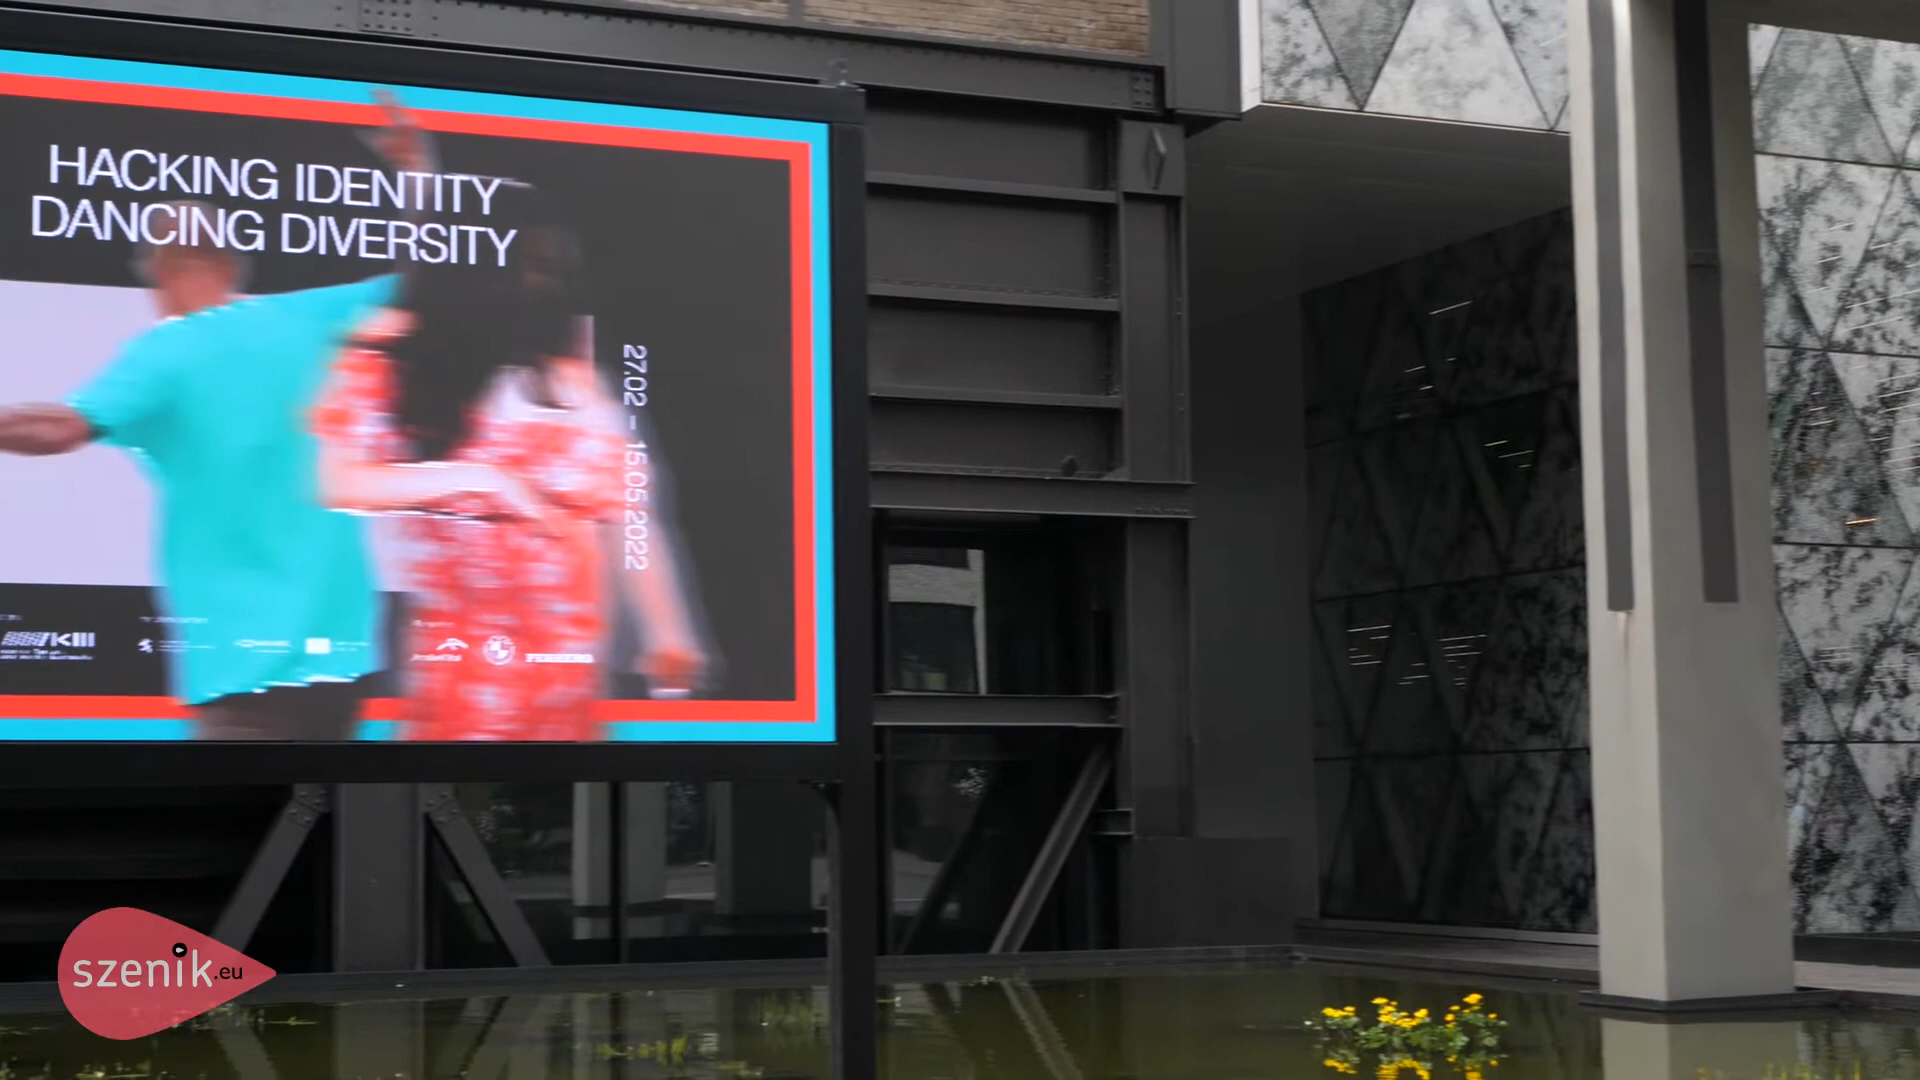 HACKING IDENTITY
DANCING DIVERSITY
27.02 – 15.05.2022
szenik.eu